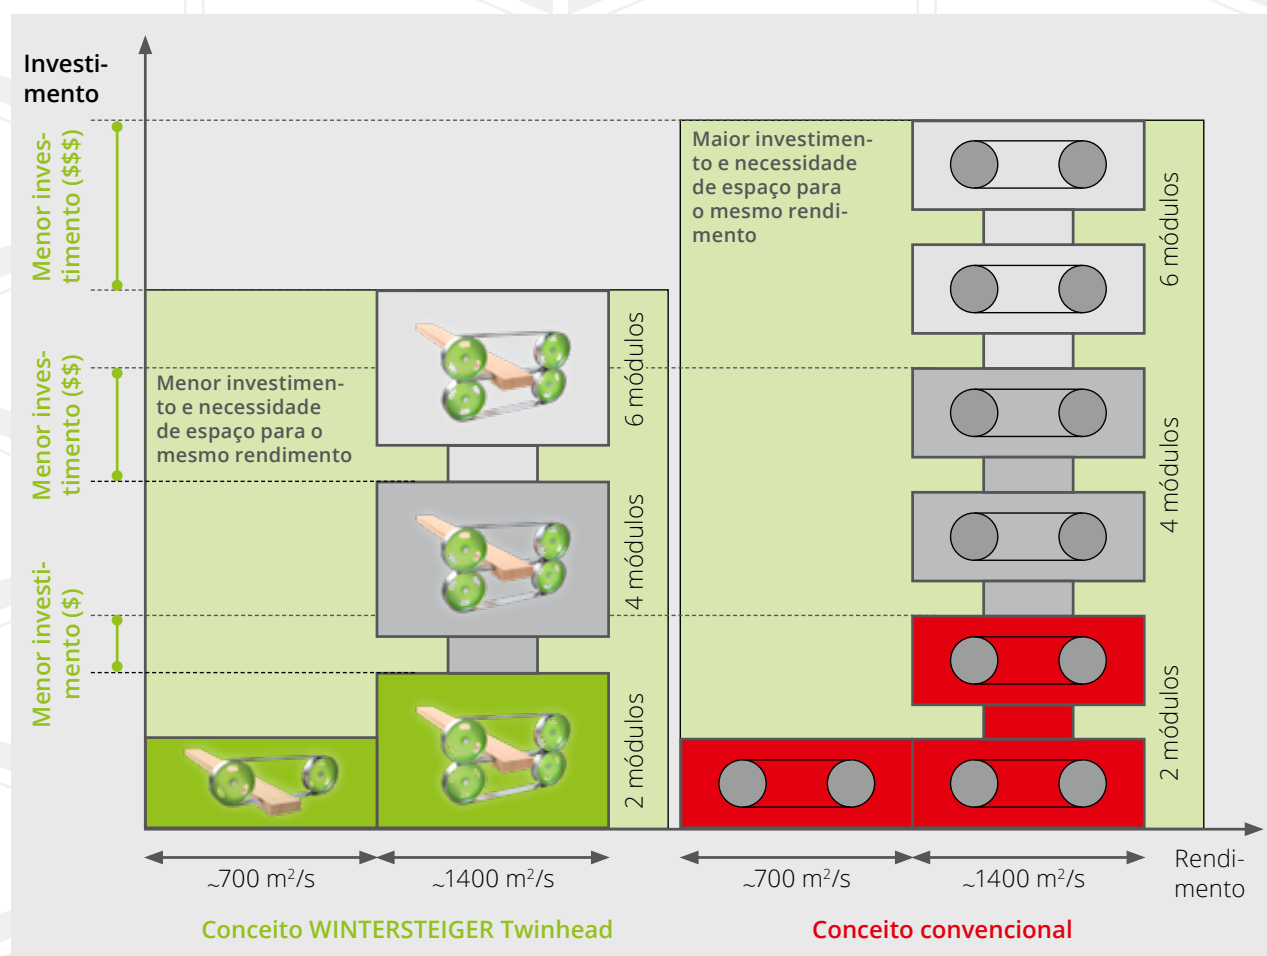 Investi-
mento
Menor inves-
timento ($$$)
Menor inves-
timento ($$)
Menor investi-
mento ($)
Menor investimen-
to e necessidade
de espaço para o
mesmo rendimento
6 módulos
4 módulos
2 módulos
Maior investimen-
to e necessidade
de espaço para
o mesmo rendi-
mento
6 módulos
4 módulos
2 módulos
~700 m²/s
~1400 m²/s
~700 m²/s
~1400 m²/s
Rendi-
mento
Conceito WINTERSTEIGER Twinhead
Conceito convencional